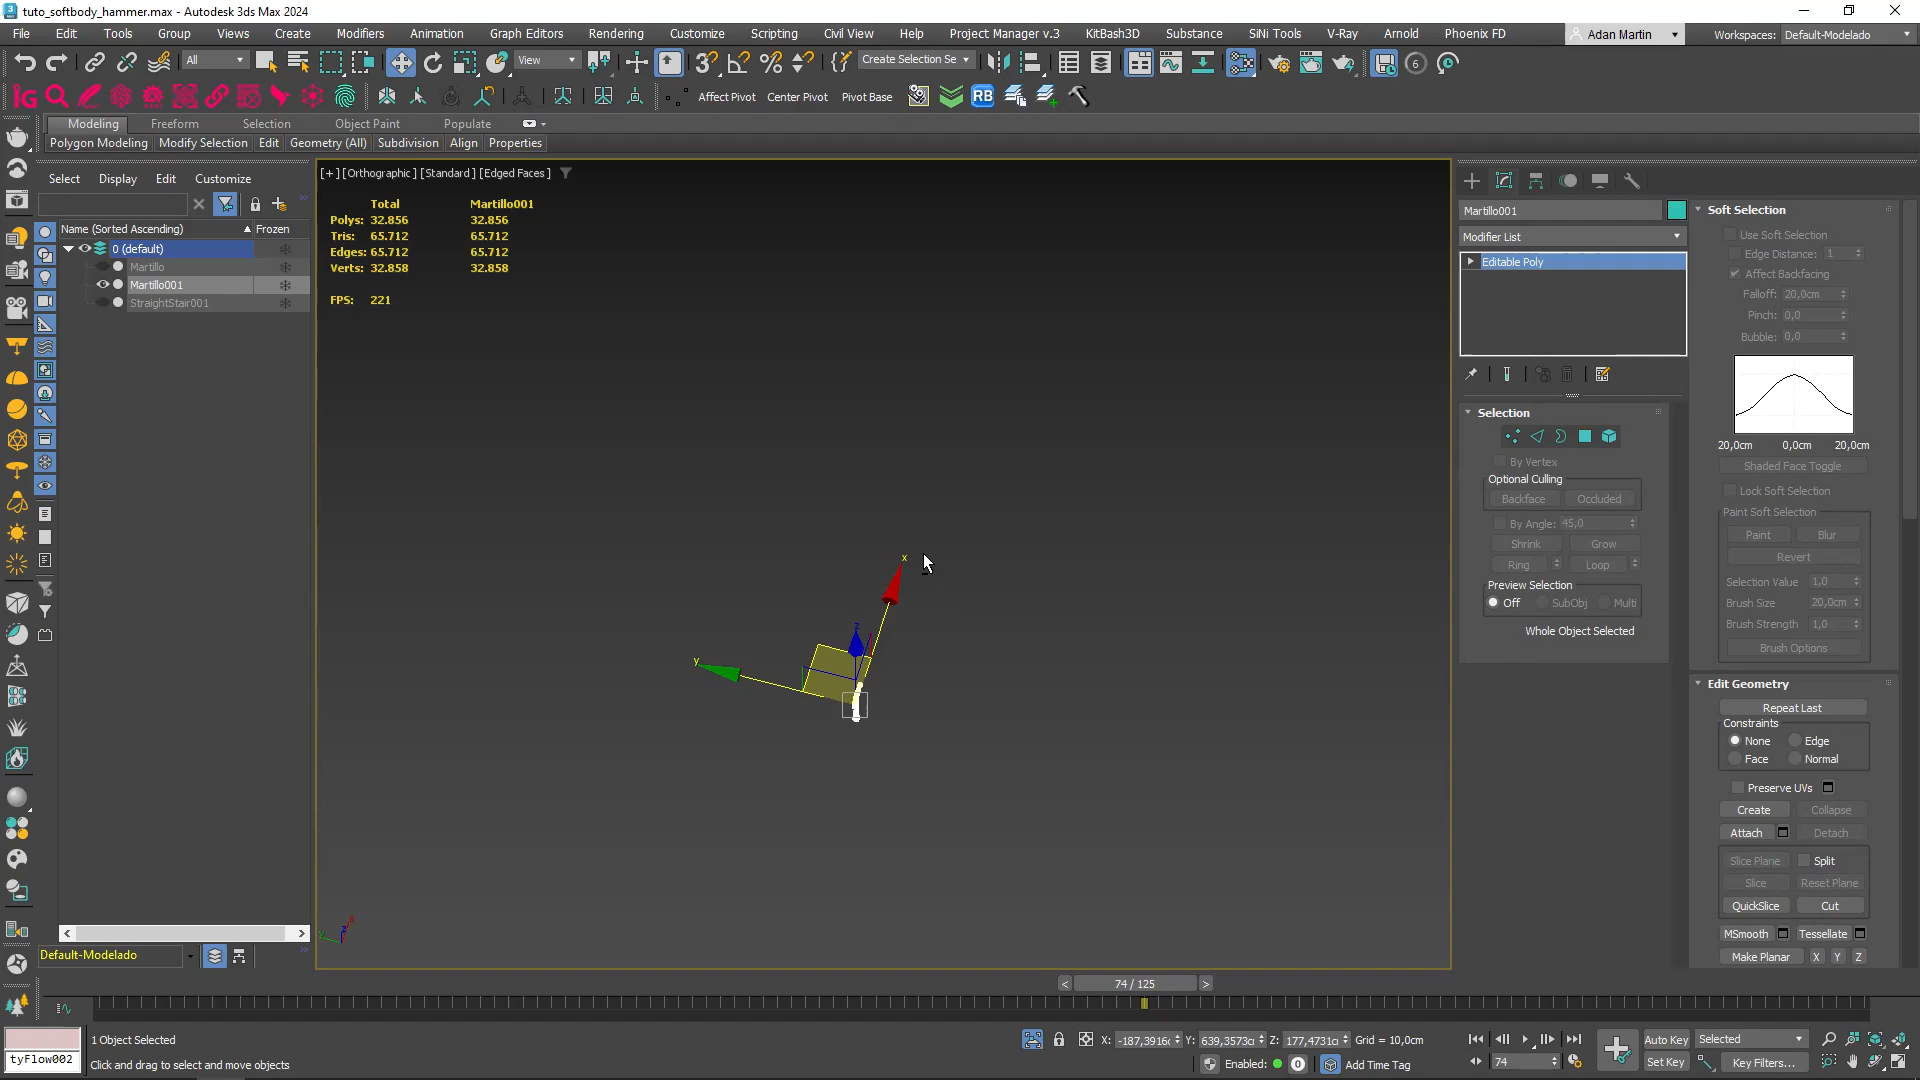 tuto_softbody_hammer.max - Autodesk 3ds Max 2024
File Edit Tools Group Views Create Modifiers Animation Graph Editors Rendering Customize Scripting Civil View Help Project Manager v.3 KitBash3D Substance SiNi Tools V-Ray Arnold Phoenix FD Adan Martin Workspaces: Default-Modelado
All View Create Selection Se
Affect Pivot Center Pivot Pivot Base RB
Modeling Freeform Selection Object Paint Populate
Polygon Modeling Modify Selection Edit Geometry (All) Subdivision Align Properties
Select Display Edit Customize
Name (Sorted Ascending) Frozen
0 (default)
Martillo
Martillo001
StraightStair001
Default-Modelado
[+] [Orthographic ] [Standard ] [Edged Faces ]
Total Martillo001
Polys: 32.856 32.856
Tris: 65.712 65.712
Edges: 65.712 65.712
Verts: 32.858 32.858
FPS: 221
x
y
z
x
y
z
Martillo001
Modifier List
Editable Poly
Selection
By Vertex
Optional Culling
Backface Occluded
By Angle: 45,0
Shrink Grow
Ring Loop
Preview Selection
Off SubObj Multi
Whole Object Selected
Soft Selection
Use Soft Selection
Edge Distance: 1
Affect Backfacing
Falloff: 20,0cm
Pinch: 0,0
Bubble: 0,0
20,0cm 0,0cm 20,0cm
Shaded Face Toggle
Lock Soft Selection
Paint Soft Selection
Paint Blur
Revert
Selection Value 1,0
Brush Size 20,0cm
Brush Strength 1,0
Brush Options
Edit Geometry
Repeat Last
Constraints
None Edge
Face Normal
Preserve UVs
Create Collapse
Attach Detach
Slice Plane Split
Slice Reset Plane
QuickSlice Cut
MSmooth Tessellate
Make Planar X Y Z
< 74 / 125 >
tyFlow002
1 Object Selected
Click and drag to select and move objects
X: -187,3916 Y: 639,3573 Z: 177,4731 Grid = 10,0cm
Enabled: 0 Add Time Tag
74
Auto Key Selected
Set Key Key Filters...